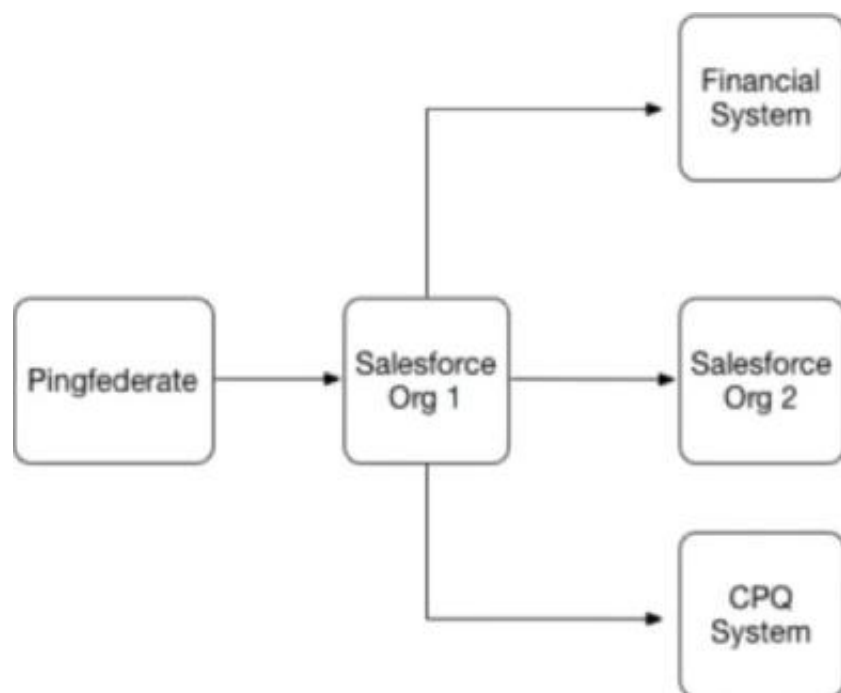 Financial
System
Pingfederate
Salesforce
Org 1
Salesforce
Org 2
CPQ
System